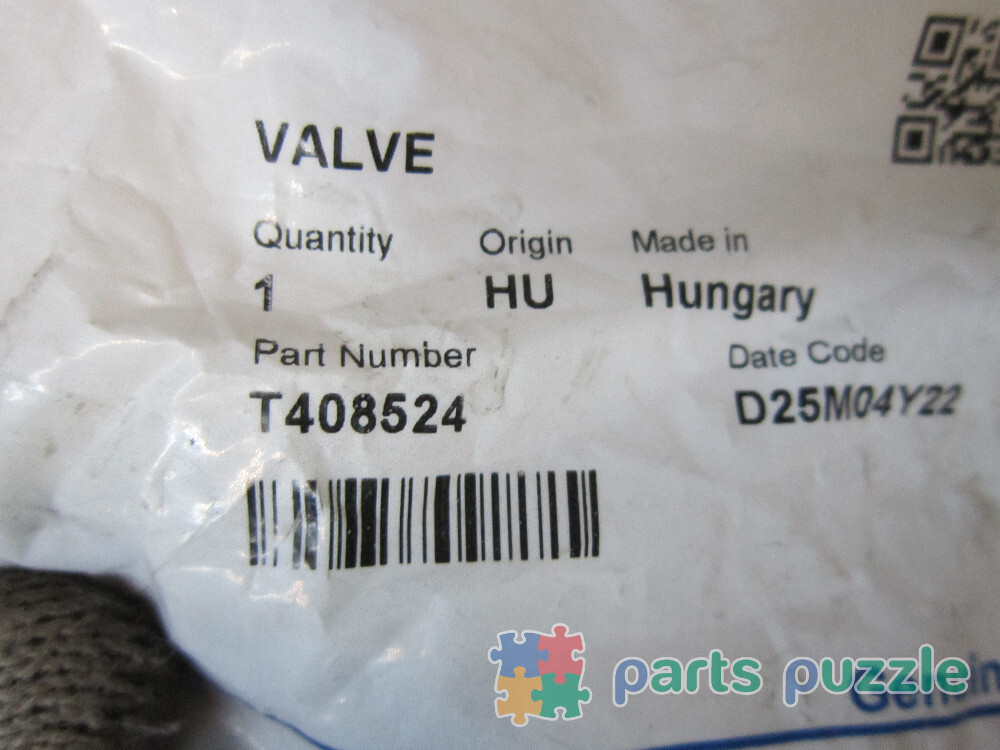 VALVE
Quantity Origin Made in
1 HU Hungary
Part Number Date Code
T408524 D25M04Y22
parts puzzle